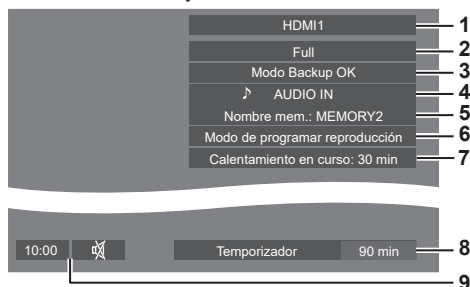 HDMI1 1
Full 2
Modo Backup OK 3
♪ AUDIO IN 4
Nombre mem.: MEMORY2 5
Modo de programar reproducción 6
Calentamiento en curso: 30 min 7
10:00 Temporizador 90 min 8
9